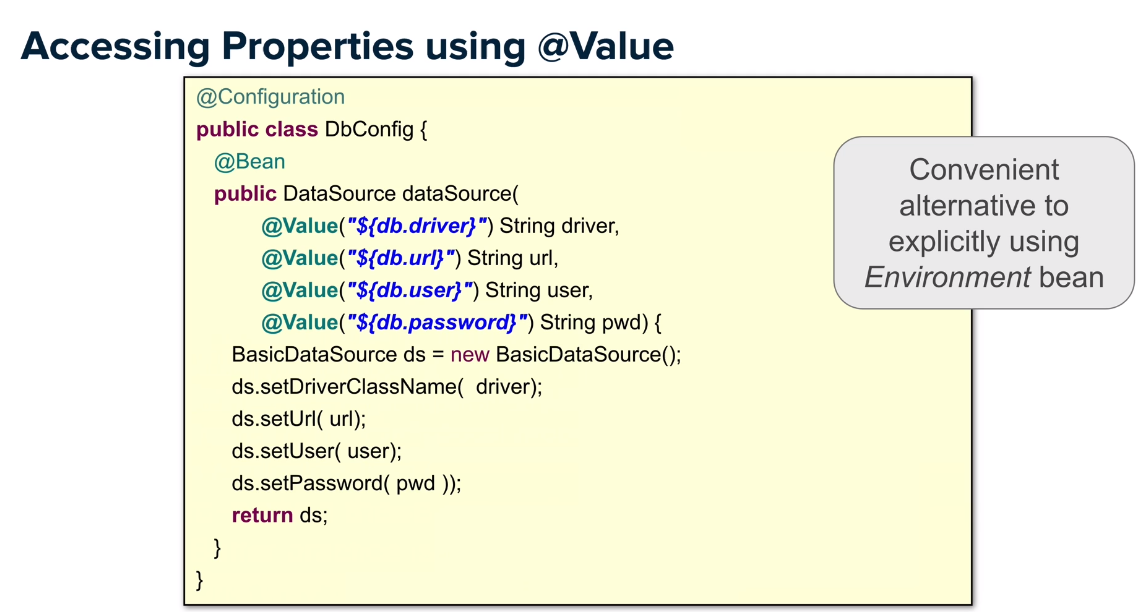 Accessing Properties using @Value
@Configuration
public class DbConfig {
@Bean
public DataSource dataSource(
@Value("${db.driver}") String driver,
@Value("${db.url}") String url,
@Value("${db.user}") String user,
@Value("${db.password}") String pwd) {
BasicDataSource ds = new BasicDataSource();
ds.setDriverClassName(  driver);
ds.setUrl( url);
ds.setUser( user);
ds.setPassword( pwd ));
return ds;
}
}
Convenient
alternative to
explicitly using
Environment bean